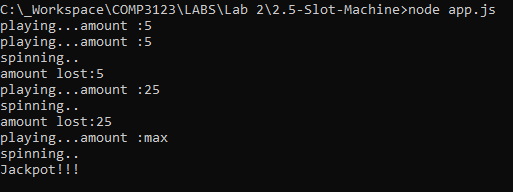 C:\_Workspace\COMP3123\LABS\Lab 2\2.5-Slot-Machine>node app.js
playing...amount :5
playing...amount :5
spinning..
amount lost:5
playing...amount :25
spinning..
amount lost:25
playing...amount :max
spinning..
Jackpot!!!